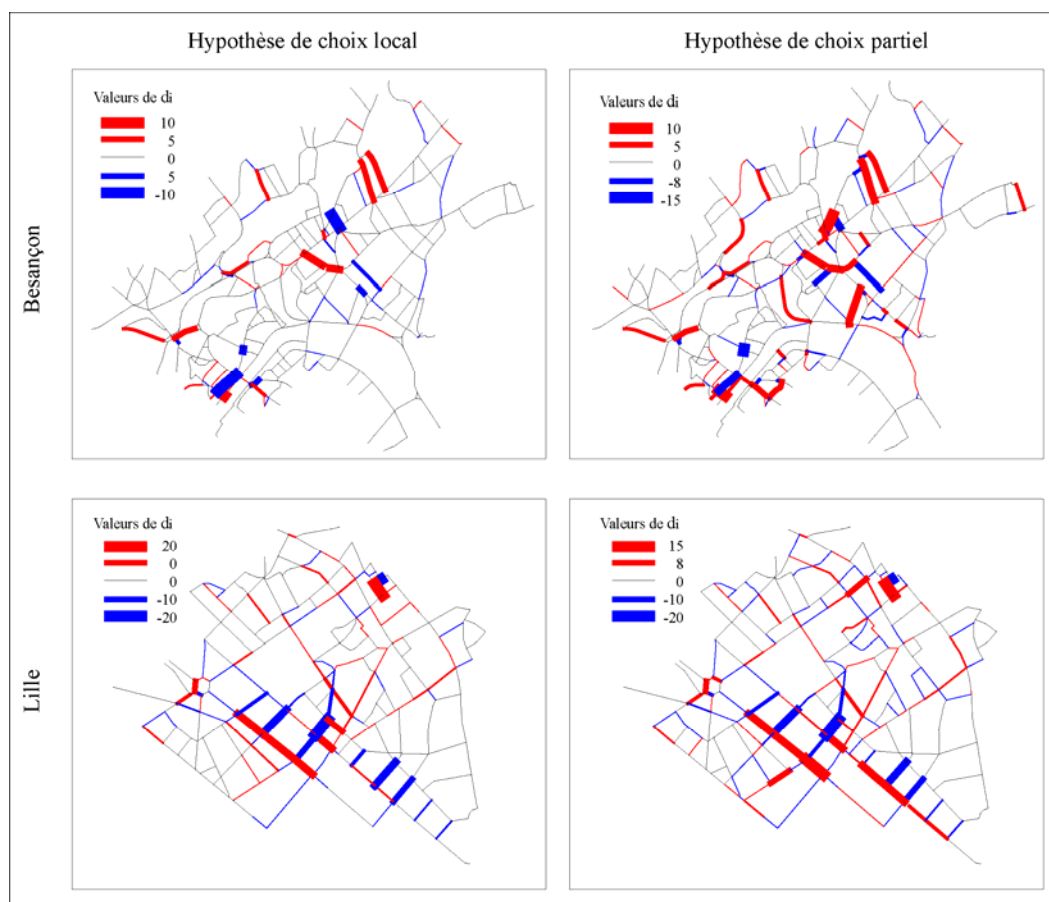 Hypothèse de choix local
Hypothèse de choix partiel
Besançon
Valeurs de di
10
5
0
5
-10
Valeurs de di
10
5
0
-8
-15
Lille
Valeurs de di
20
0
0
-10
-20
Valeurs de di
15
8
0
-10
-20